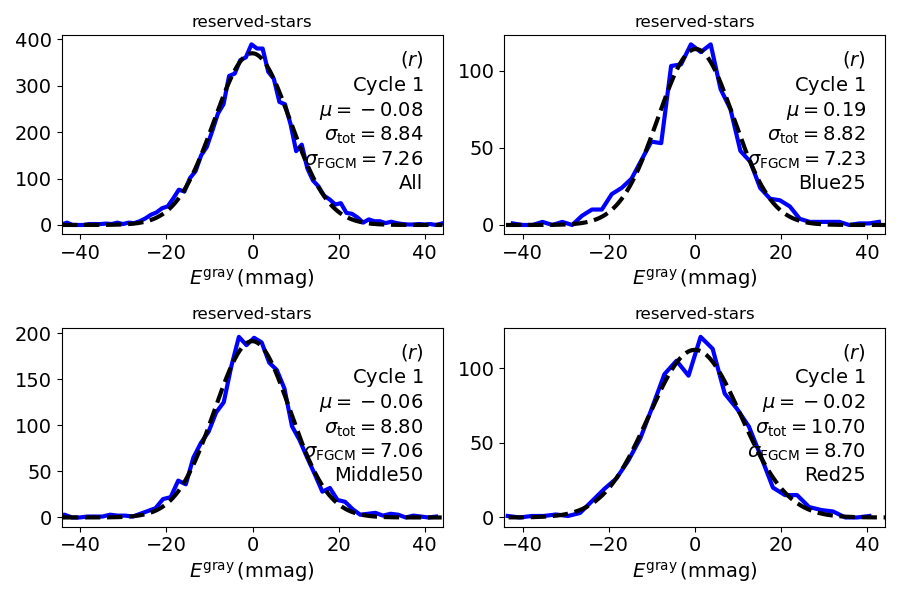 reserved-stars
400
300
200
100
0
(r)
Cycle 1
μ = −0.08
σtot = 8.84
σFGCM = 7.26
All
−40 −20 0 20 40
E^gray (mmag)
reserved-stars
100
50
0
(r)
Cycle 1
μ = 0.19
σtot = 8.82
σFGCM = 7.23
Blue25
−40 −20 0 20 40
E^gray (mmag)
reserved-stars
200
150
100
50
0
(r)
Cycle 1
μ = −0.06
σtot = 8.80
σFGCM = 7.06
Middle50
−40 −20 0 20 40
E^gray (mmag)
reserved-stars
100
50
0
(r)
Cycle 1
μ = −0.02
σtot = 10.70
σFGCM = 8.70
Red25
−40 −20 0 20 40
E^gray (mmag)